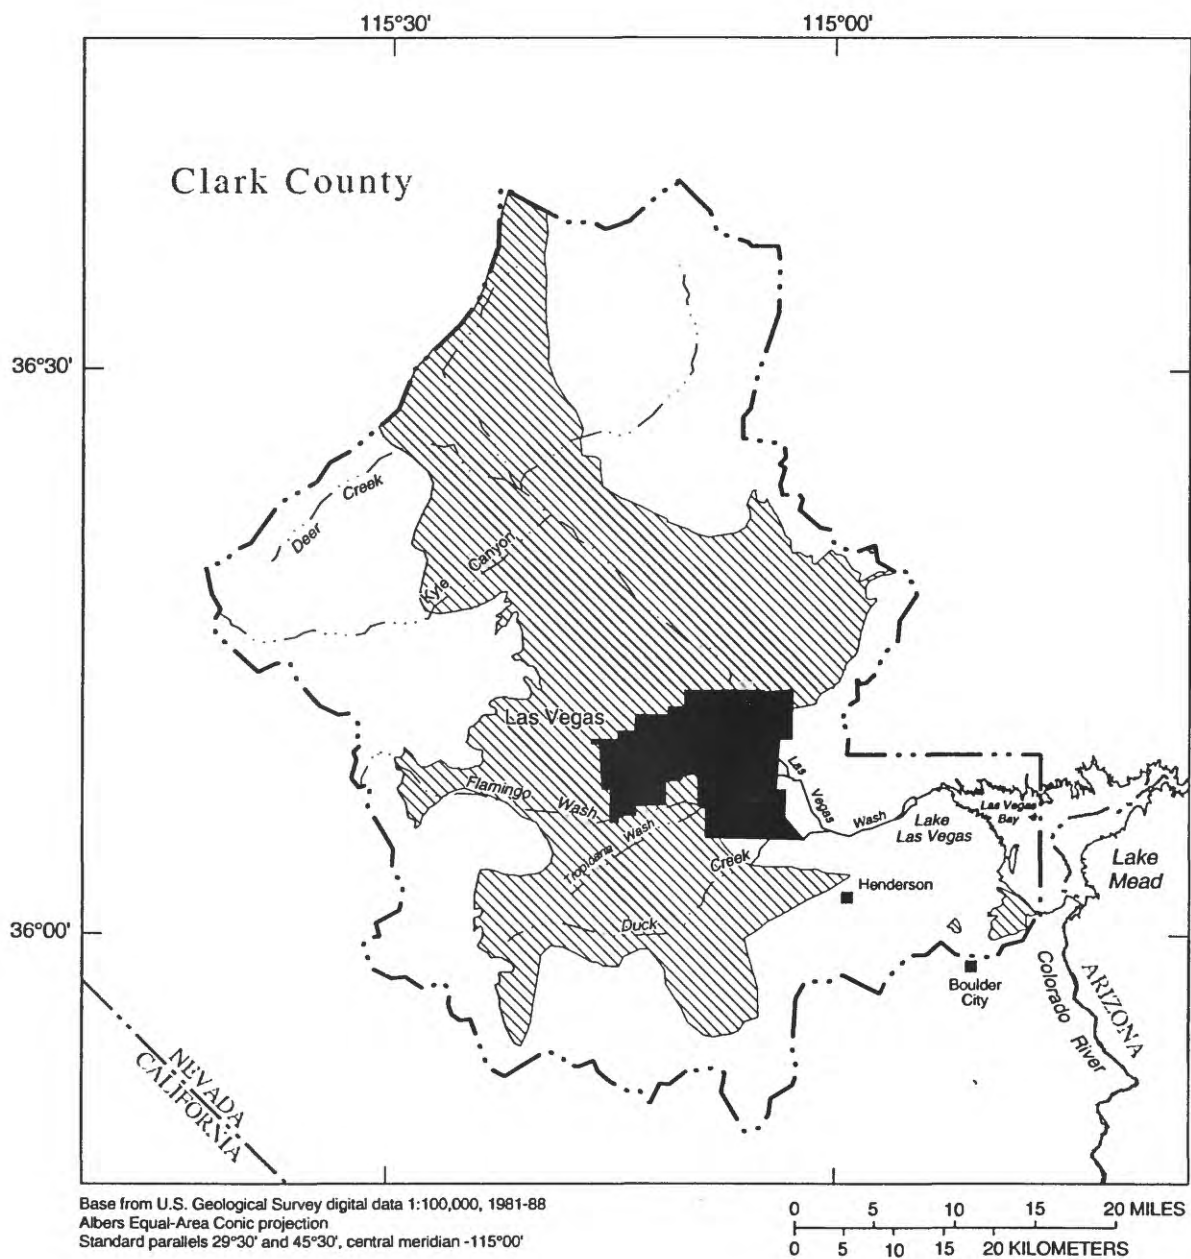 115°30' 115°00'
Clark County
36°30'
Deer Creek
Kyle Canyon
Las Vegas
Flamingo Wash
Las Vegas Wash
Las Vegas
Bay
Lake
Las Vegas
Tropicana Wash
Lake
Mead
Creek
Henderson
Duck
36°00'
Boulder
City
Colorado River
ARIZONA
NEVADA
CALIFORNIA
Base from U.S. Geological Survey digital data 1:100,000, 1981-88
Albers Equal-Area Conic projection
Standard parallels 29°30' and 45°30', central meridian -115°00'
0 5 10 15 20 MILES
0 5 10 15 20 KILOMETERS